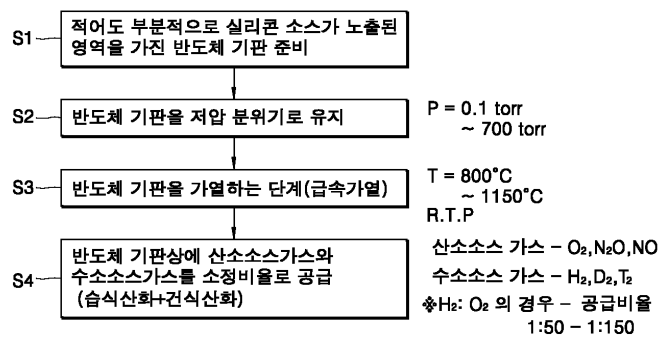 S1
적어도 부분적으로 실리콘 소스가 노출된
영역을 가진 반도체 기판 준비
S2
반도체 기판을 저압 분위기로 유지
P = 0.1 torr
~ 700 torr
S3
반도체 기판을 가열하는 단계(급속가열)
T = 800°C
~ 1150°C
R.T.P
S4
반도체 기판상에 산소소스가스와
수소소스가스를 소정비율로 공급
(습식산화+건식산화)
산소소스 가스 – O₂,N₂O,NO
수소소스 가스 – H₂,D₂,T₂
※H₂: O₂ 의 경우 – 공급비율
1:50 – 1:150